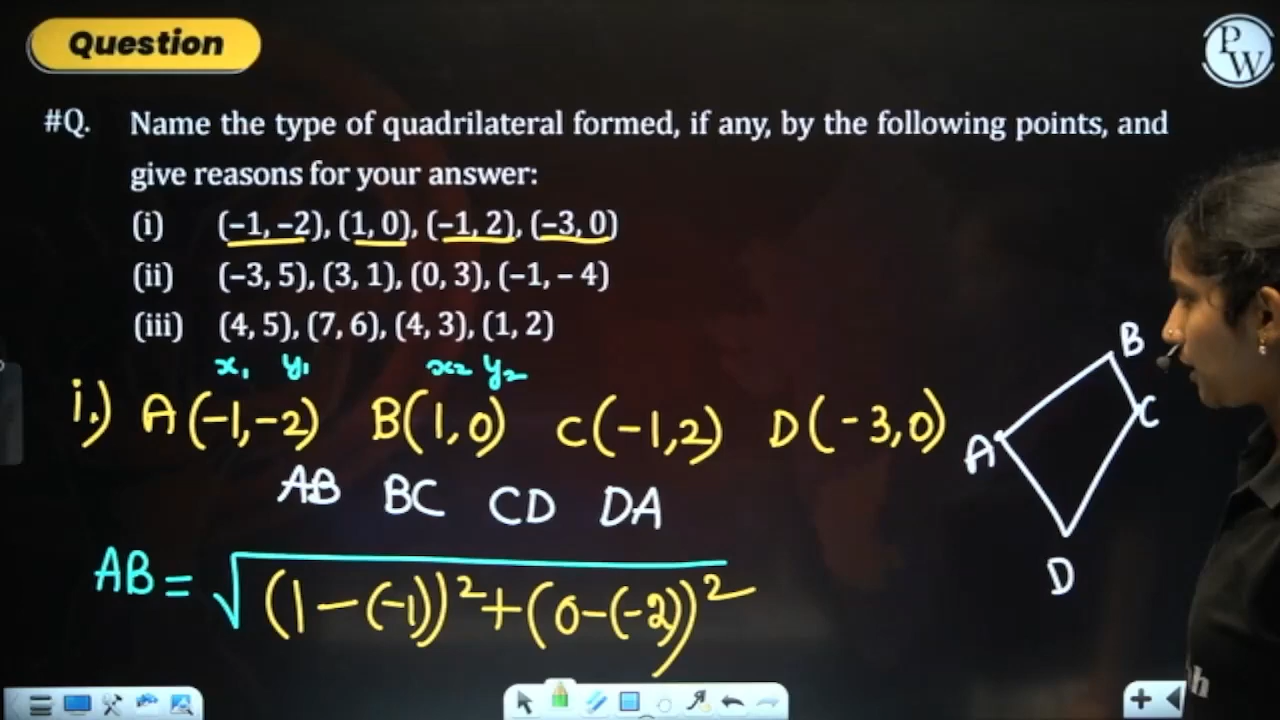 Question
PW
#Q. Name the type of quadrilateral formed, if any, by the following points, and
give reasons for your answer:
(i) (−1, −2), (1, 0), (−1, 2), (−3, 0)
(ii) (−3, 5), (3, 1), (0, 3), (−1, − 4)
(iii) (4, 5), (7, 6), (4, 3), (1, 2)
x₁ y₁ x₂ y₂
i.) A(-1,-2) B(1,0) C(-1,2) D(-3,0)
AB BC CD DA
AB = √(1-(-1))²+(0-(-2))²
B
C
A
D
h